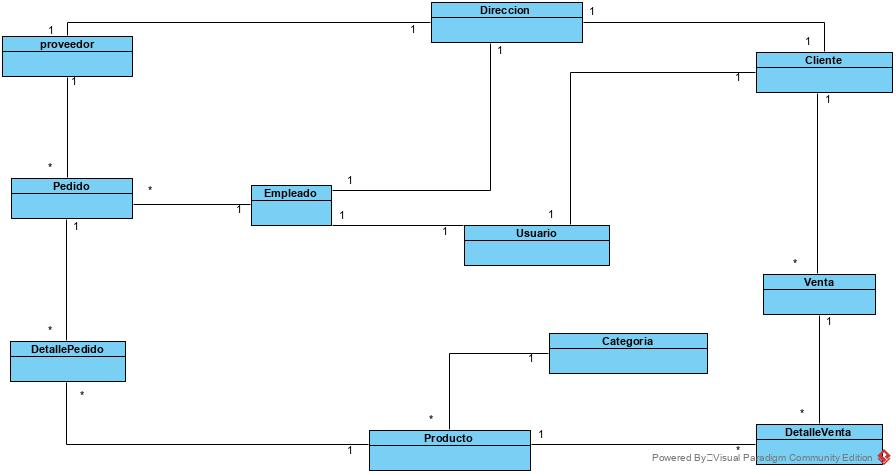 Direccion
1
1
1
proveedor
1
1
Cliente
1
1
1
1
*
Pedido
*
1
Empleado
1
1
1
1
Usuario
1
*
Venta
1
*
DetallePedido
*
Categoria
1
*
Producto
1
1
*
DetalleVenta
*
1
Powered By Visual Paradigm Community Edition